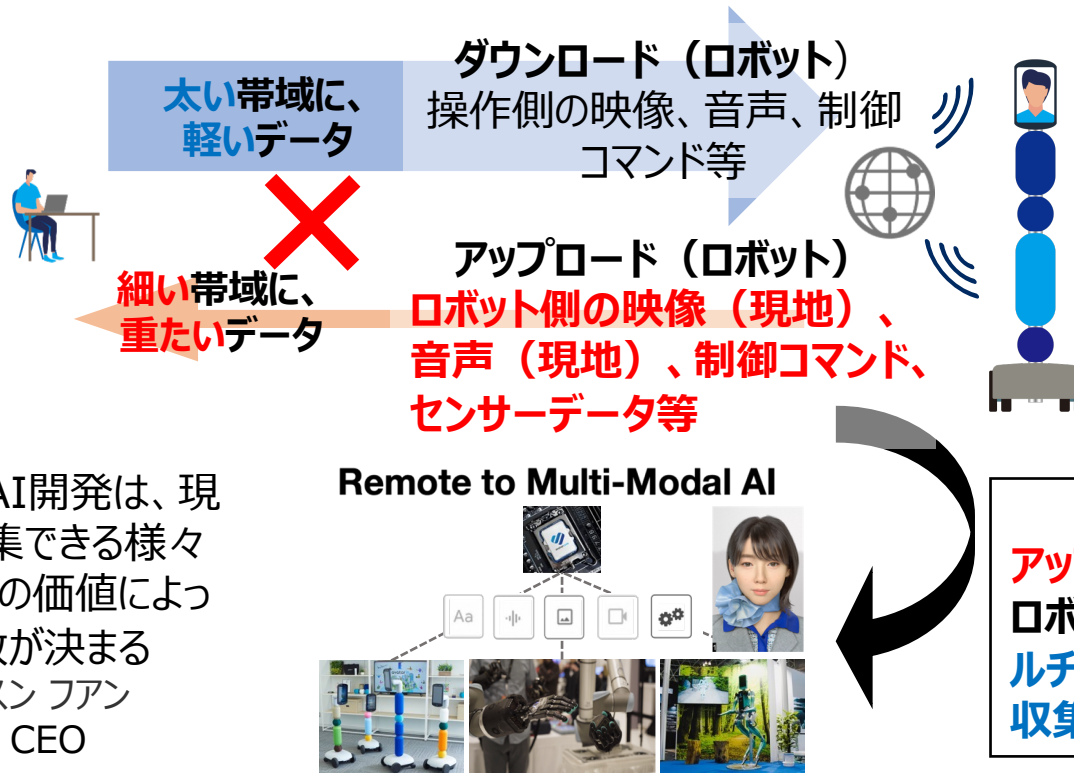 太い帯域に、
軽いデータ
ダウンロード（ロボット）
操作側の映像、音声、制御
コマンド等
細い帯域に、
重たいデータ
アップロード（ロボット）
ロボット側の映像（現地）、
音声（現地）、制御コマンド、
センサーデータ等
AI開発は、現
集できる様々
の価値によっ
が決まる
スン フアン
CEO
Remote to Multi-Modal AI
Aa
アッ
ロボ
ルチ
収集